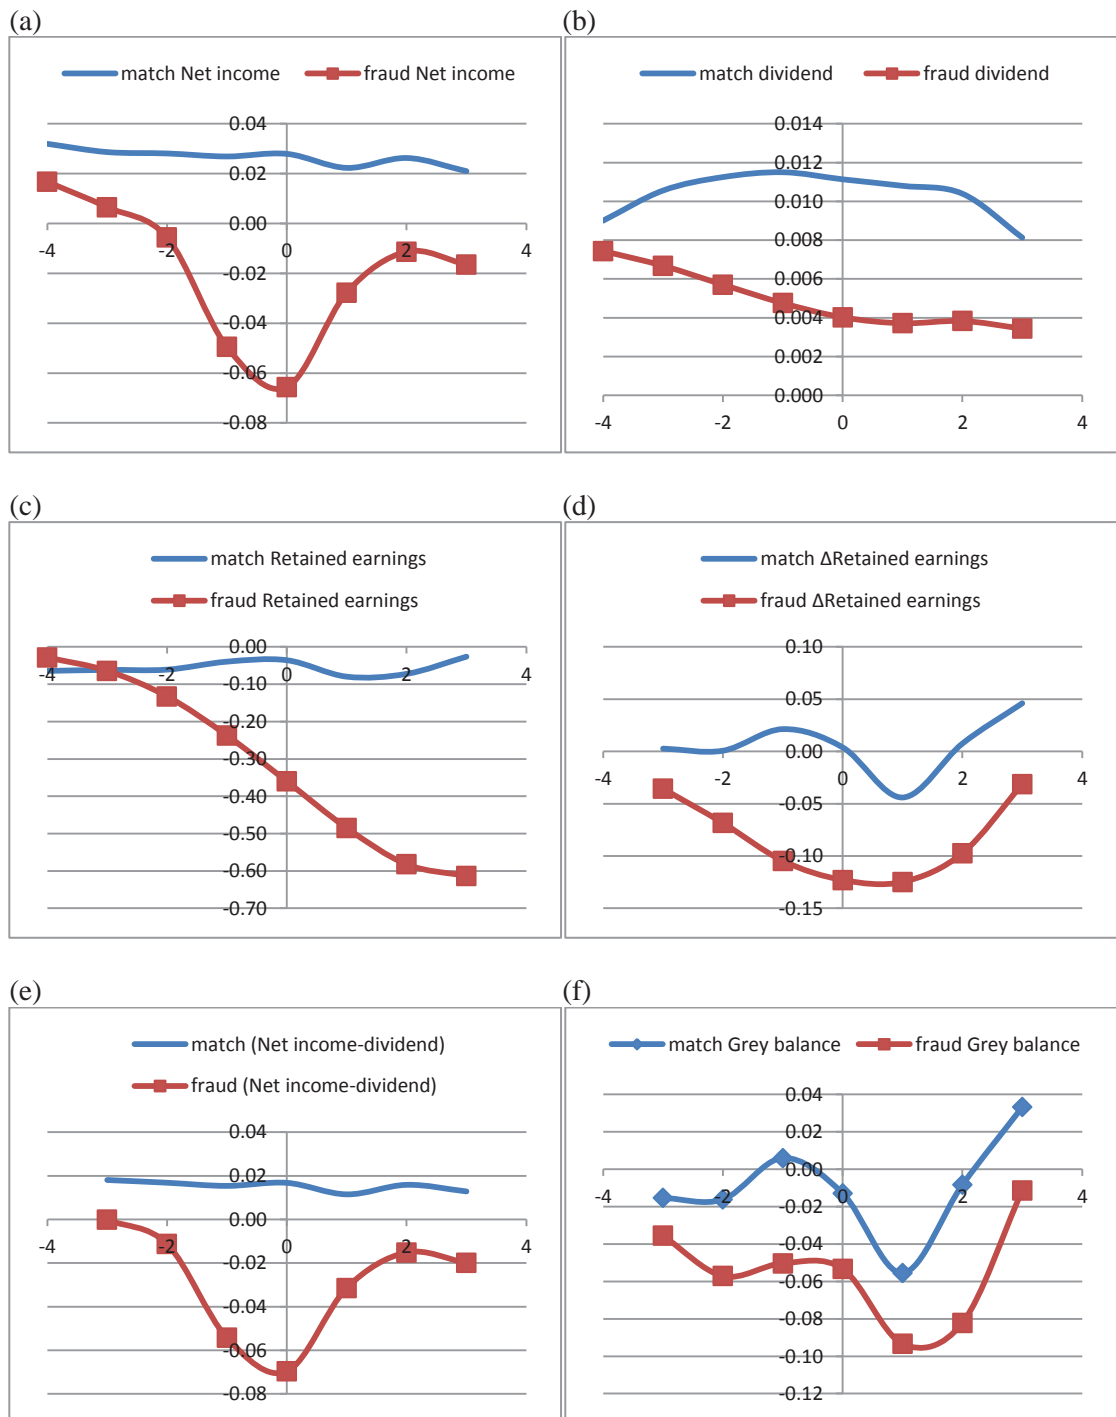 (a) (b)
match Net income fraud Net income
0.04
0.02
0.00
-4 -2 0 2 4
-0.02
-0.04
-0.06
-0.08
match dividend fraud dividend
0.014
0.012
0.010
0.008
0.006
0.004
0.002
0.000
-4 -2 0 2 4
(c) (d)
match Retained earnings
fraud Retained earnings
0.00
-4 -2 0 2 4
-0.10
-0.20
-0.30
-0.40
-0.50
-0.60
-0.70
match ΔRetained earnings
fraud ΔRetained earnings
0.10
0.05
0.00
-4 -2 0 2 4
-0.05
-0.10
-0.15
(e) (f)
match (Net income-dividend)
fraud (Net income-dividend)
0.04
0.02
0.00
-4 -2 0 2 4
-0.02
-0.04
-0.06
-0.08
match Grey balance fraud Grey balance
0.04
0.02
0.00
-4 -2 0 2 4
-0.02
-0.04
-0.06
-0.08
-0.10
-0.12